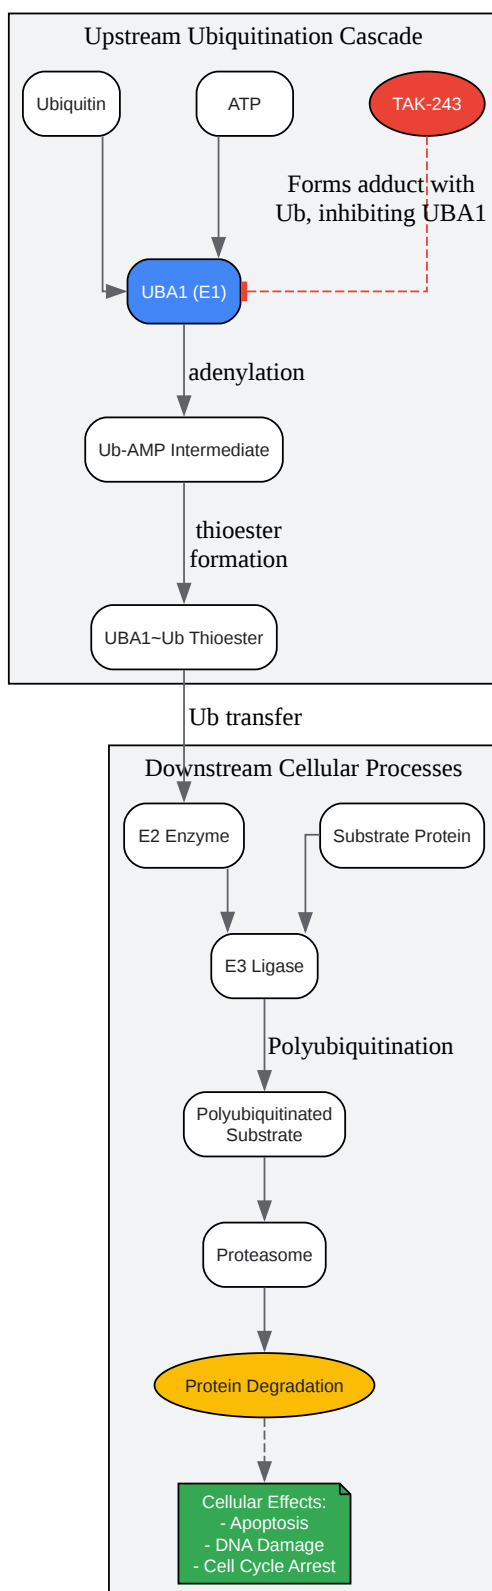 Upstream Ubiquitination Cascade
Ubiquitin
ATP
TAK-243
Forms adduct with
Ub, inhibiting UBA1
UBA1 (E1)
adenylation
Ub-AMP Intermediate
thioester
formation
UBA1~Ub Thioester
Ub transfer
Downstream Cellular Processes
E2 Enzyme
Substrate Protein
E3 Ligase
Polyubiquitination
Polyubiquitinated
Substrate
Proteasome
Protein Degradation
Cellular Effects:
- Apoptosis
- DNA Damage
- Cell Cycle Arrest